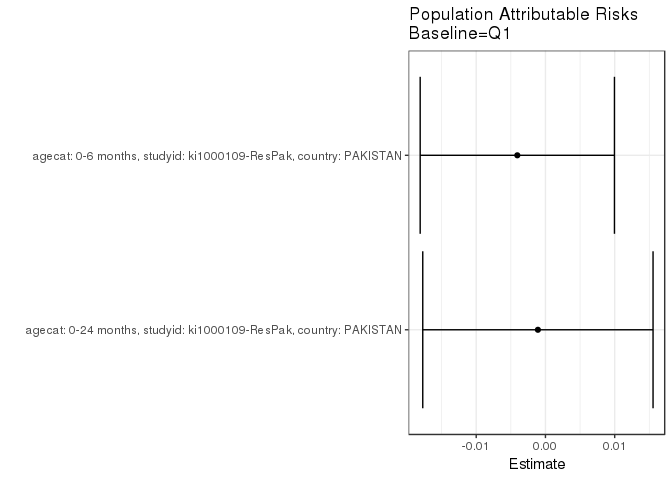 Population Attributable Risks
Baseline=Q1
agecat: 0-6 months, studyid: ki1000109-ResPak, country: PAKISTAN
agecat: 0-24 months, studyid: ki1000109-ResPak, country: PAKISTAN
-0.01 0.00 0.01
Estimate